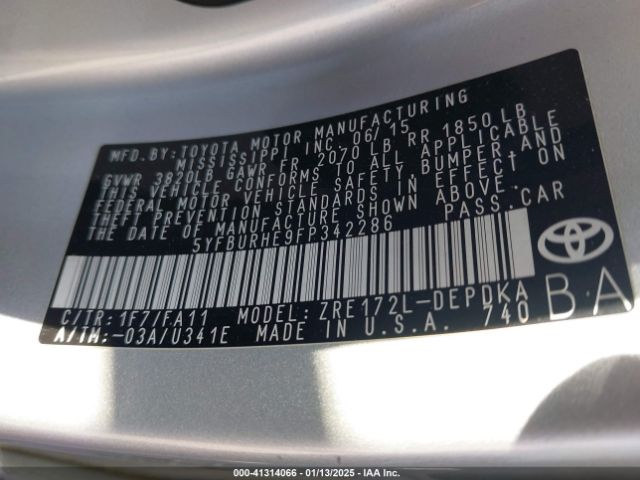 MFD.BY:TOYOTA MOTOR MANUFACTURING
MISSISSIPPI INC. 06/15
GVWR 3820LB GAWR FR 2070LB RR 1850LB
THIS VEHICLE CONFORMS TO ALL APPLICABLE
FEDERAL MOTOR VEHICLE SAFETY, BUMPER, AND
THEFT PREVENTION STANDARDS IN EFFECT ON
THE DATE OF MANUFACTURE SHOWN ABOVE.
5YFBURHE9FP342286 PASS.CAR
C/TR:1F7/FA11 MODEL:ZRE172L-DEPDKA
A/TM:-03A/U341E MADE IN U.S.A. 740
BA
000-41314066 - 01/13/2025 - IAA Inc.